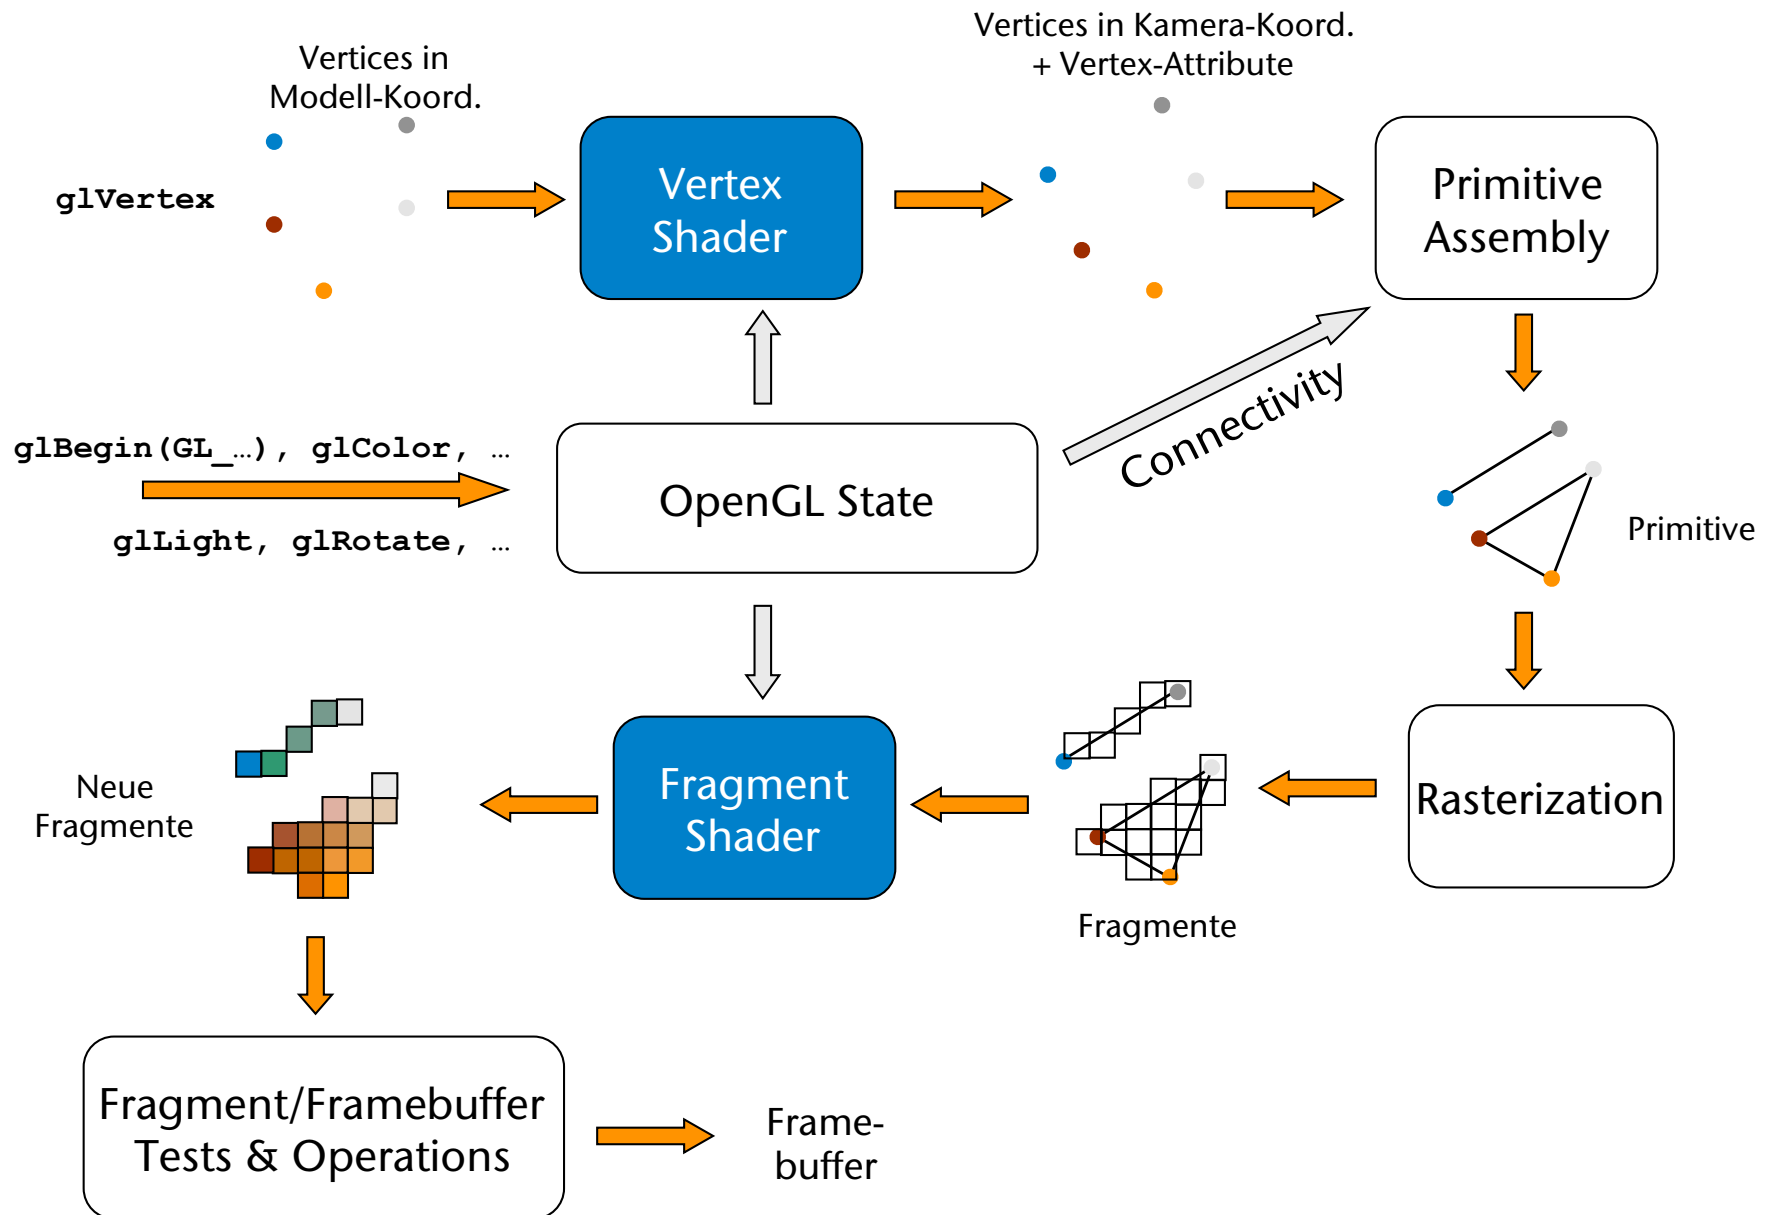 Vertices in
Modell-Koord.
Vertices in Kamera-Koord.
+ Vertex-Attribute
glVertex
Vertex
Shader
Primitive
Assembly
glBegin(GL_…), glColor, …
glLight, glRotate, …
OpenGL State
Connectivity
Primitive
Neue
Fragmente
Fragment
Shader
Fragmente
Rasterization
Fragment/Framebuffer
Tests & Operations
Frame-
buffer